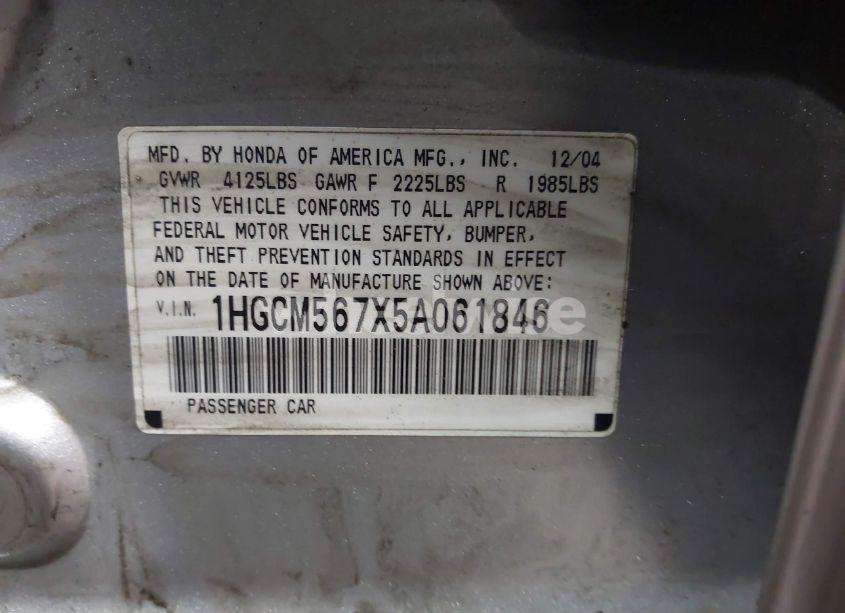 MFD. BY HONDA OF AMERICA MFG., INC. 12/04
GVWR 4125LBS GAWR F 2225LBS R 1985LBS
THIS VEHICLE CONFORMS TO ALL APPLICABLE
FEDERAL MOTOR VEHICLE SAFETY, BUMPER,
AND THEFT PREVENTION STANDARDS IN EFFECT
ON THE DATE OF MANUFACTURE SHOWN ABOVE:
V.I.N. 1HGCM567X5A061846
PASSENGER CAR